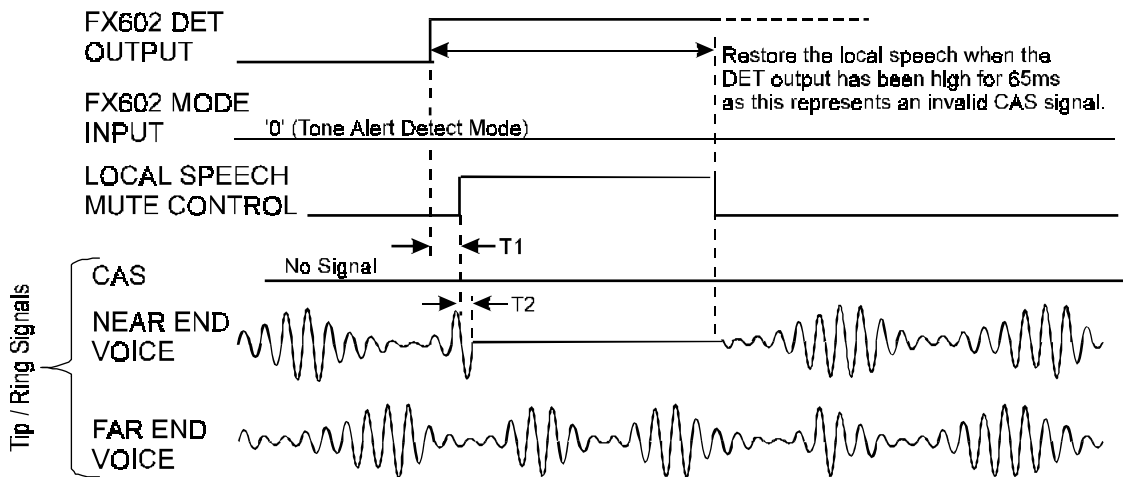 FX602 DET
OUTPUT
Restore the local speech when the
DET output has been high for 65ms
as this represents an invalid CAS signal.
FX602 MODE
INPUT
'0' (Tone Alert Detect Mode)
LOCAL SPEECH
MUTE CONTROL
T1
CAS
No Signal
T2
NEAR END
VOICE
FAR END
VOICE
Tip / Ring Signals